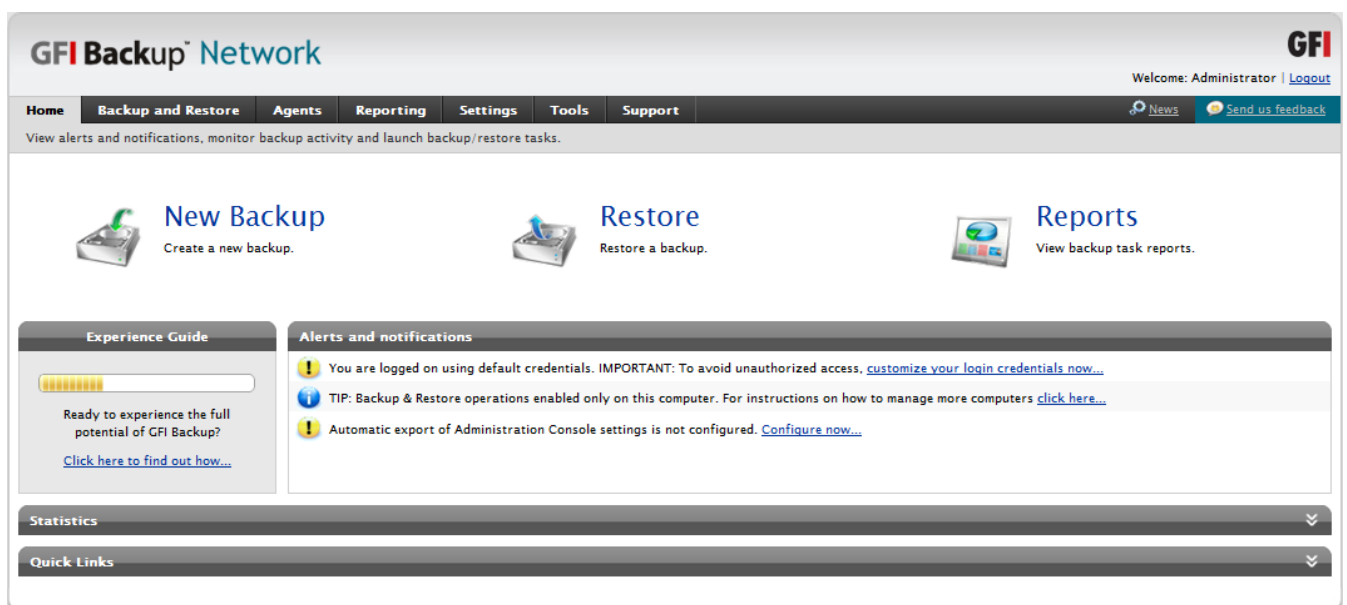 GFI Backup™ Network
GFI
Welcome: Administrator | Logout
Home Backup and Restore Agents Reporting Settings Tools Support News Send us feedback
View alerts and notifications, monitor backup activity and launch backup/restore tasks.
New Backup
Create a new backup.
Restore
Restore a backup.
Reports
View backup task reports.
Experience Guide
Ready to experience the full
potential of GFI Backup?
Click here to find out how...
Alerts and notifications
You are logged on using default credentials. IMPORTANT: To avoid unauthorized access, customize your login credentials now...
TIP: Backup & Restore operations enabled only on this computer. For instructions on how to manage more computers click here...
Automatic export of Administration Console settings is not configured. Configure now...
Statistics
Quick Links